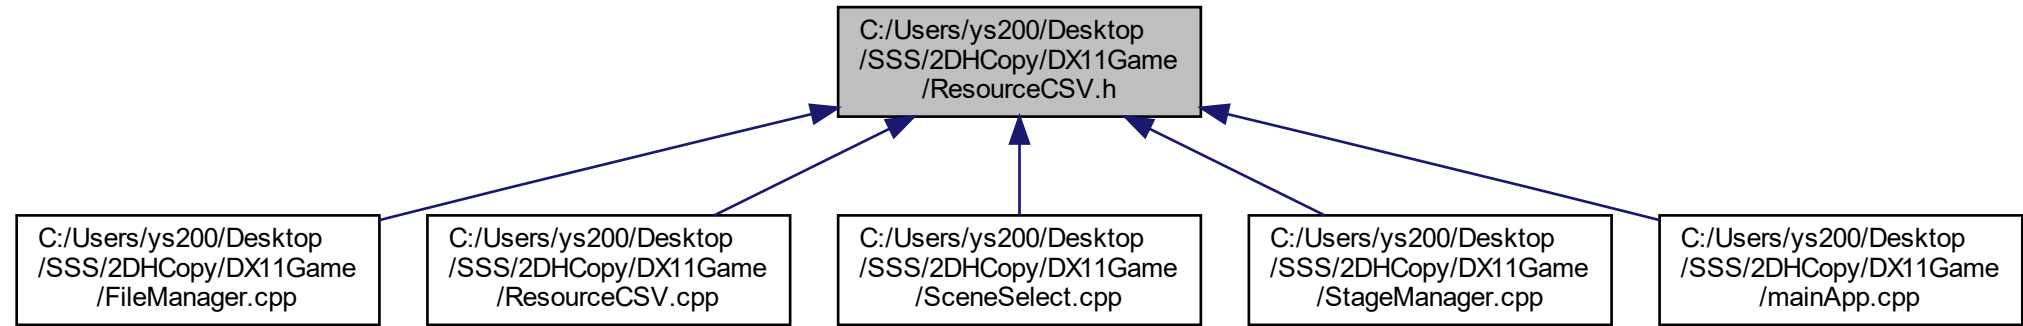 C:/Users/ys200/Desktop
/SSS/2DHCopy/DX11Game
/ResourceCSV.h
C:/Users/ys200/Desktop
/SSS/2DHCopy/DX11Game
/FileManager.cpp
C:/Users/ys200/Desktop
/SSS/2DHCopy/DX11Game
/ResourceCSV.cpp
C:/Users/ys200/Desktop
/SSS/2DHCopy/DX11Game
/SceneSelect.cpp
C:/Users/ys200/Desktop
/SSS/2DHCopy/DX11Game
/StageManager.cpp
C:/Users/ys200/Desktop
/SSS/2DHCopy/DX11Game
/mainApp.cpp